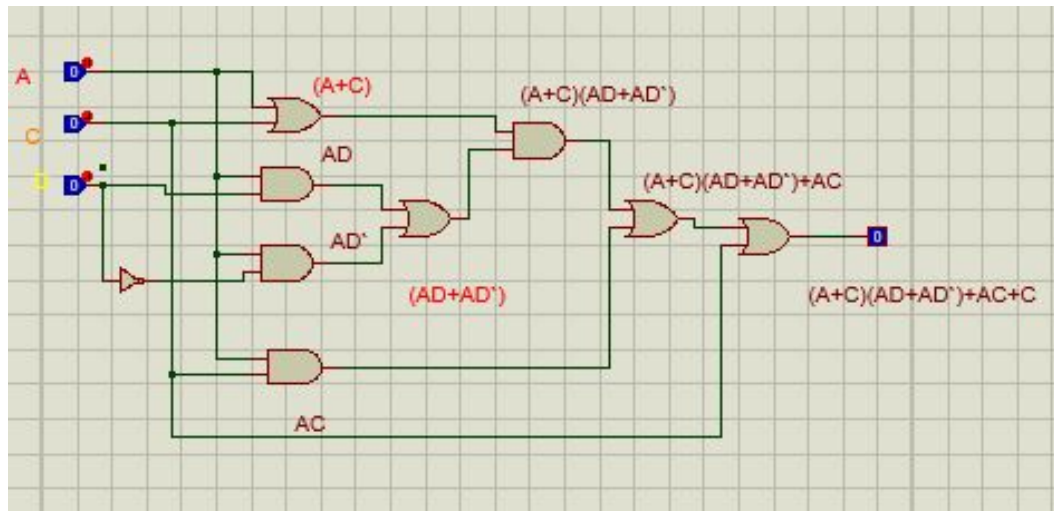 A
0
(A+C)
(A+C)(AD+AD`)
0
C
AD
(A+C)(AD+AD`)+AC
D
0
0
AD`
(AD+AD`)
(A+C)(AD+AD`)+AC+C
AC